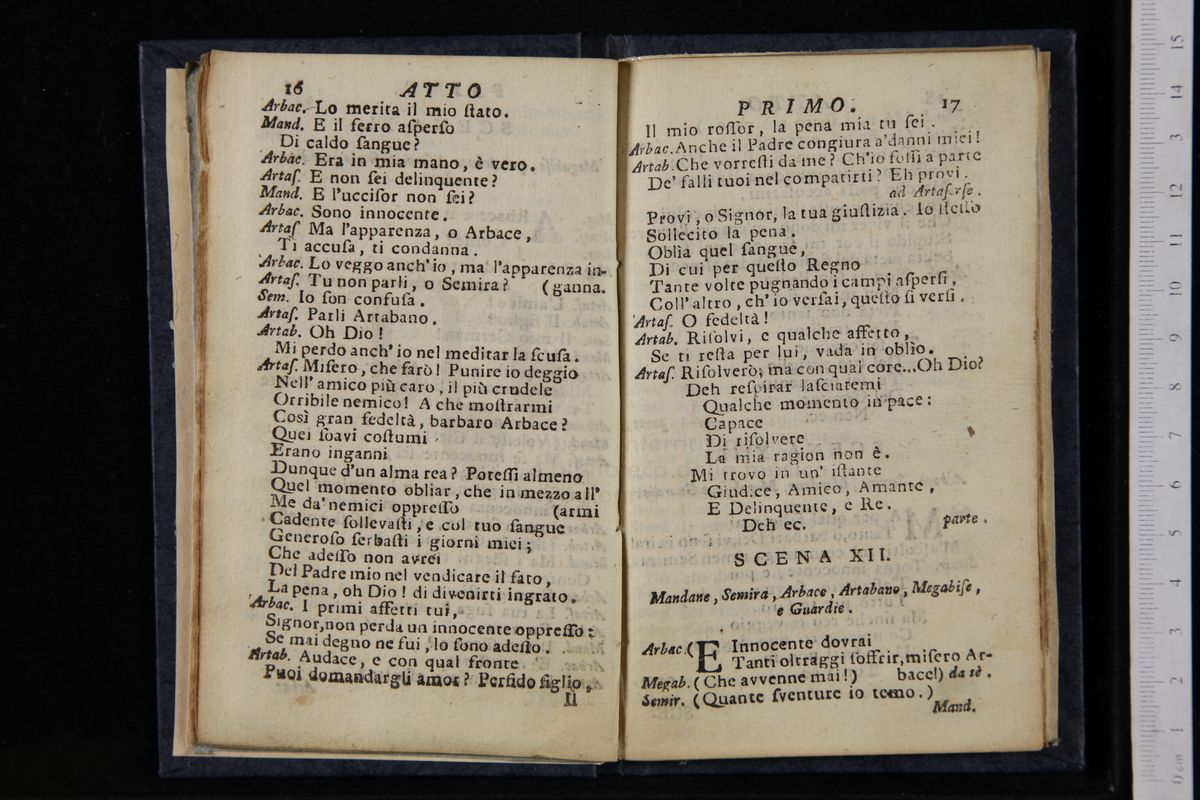 16 ATTO
Arbac. Lo merita il mio ſtato.
Mand. E il ferro aſperſo
Di caldo ſangue?
Arbac. Era in mia mano, è vero.
Artaſ. E non ſei delinquente?
Mand. E l'ucciſor non ſei?
Arbac. Sono innocente.
Artaſ Ma l'apparenza, o Arbace,
Ti accuſa, ti condanna.
Arbac. Lo veggo anch'io, ma l'apparenza in-
Artaſ. Tu non parli, o Semira? (ganna.
Sem. Io ſon confuſa.
Artaſ. Parli Artabano.
Artab. Oh Dio!
Mi perdo anch'io nel meditar la ſcuſa.
Artaſ. Miſero, che farò! Punire io deggio
Nell'amico più caro, il più crudele
Orribile nemico! A che moſtrarmi
Così gran fedeltà, barbaro Arbace?
Quei ſoavi coſtumi
Erano inganni
Dunque d'un alma rea? Poteſſi almeno
Quel momento obliar, che in mezzo all'
Me da'nemici oppreſſo (armi
Cadente ſollevaſti, e col tuo ſangue
Generoſo ſerbaſti i giorni miei;
Che adeſſo non avrei
Del Padre mio nel vendicare il fato,
La pena, oh Dio! di divenirti ingrato.
Arbac. I primi affetti tui,
Signor, non perda un innocente oppreſſo:
Se mai degno ne fui, lo ſono adeſſo.
Artab. Audace, e con qual fronte
Puoi domandargli amor? Perfido figlio,
Il
PRIMO. 17
Il mio roſſor, la pena mia tu ſei.
Arbac. Anche il Padre congiura a'danni miei!
Artab. Che vorreſti da me? Ch'io foſſi a parte
De' falli tuoi nel compatirti? Eh provi.
ad Artaſerſe.
Provi, o Signor, la tua giuſtizia. Io ſteſſo
Sollecito la pena.
Oblìa quel ſangue,
Di cui per queſto Regno
Tante volte pugnando i campi aſperſi,
Coll'altro, ch'io verſai, queſto ſi verſi.
Artaſ. O fedeltà!
Artab. Riſolvi, e qualche affetto,
Se ti reſta per lui, vada in oblìo.
Artaſ. Riſolverò; ma con qual core...Oh Dio?
Deh reſpirar laſciatemi
Qualche momento in pace:
Capace
Di riſolvere
La mia ragion non è.
Mi trovo in un' iſtante
Giudice, Amico, Amante,
E Delinquente, e Re.
Deh ec. parte.
SCENA XII.
Mandane, Semira, Arbace, Artabano, Megabiſe,
e Guardie.
Arbac. (E Innocente dovrai
Tanti oltraggi ſoffrir, miſero Ar-
Megab. (Che avvenne mai!) bace!) da sè.
Semir. (Quante ſventure io temo.)
Mand.